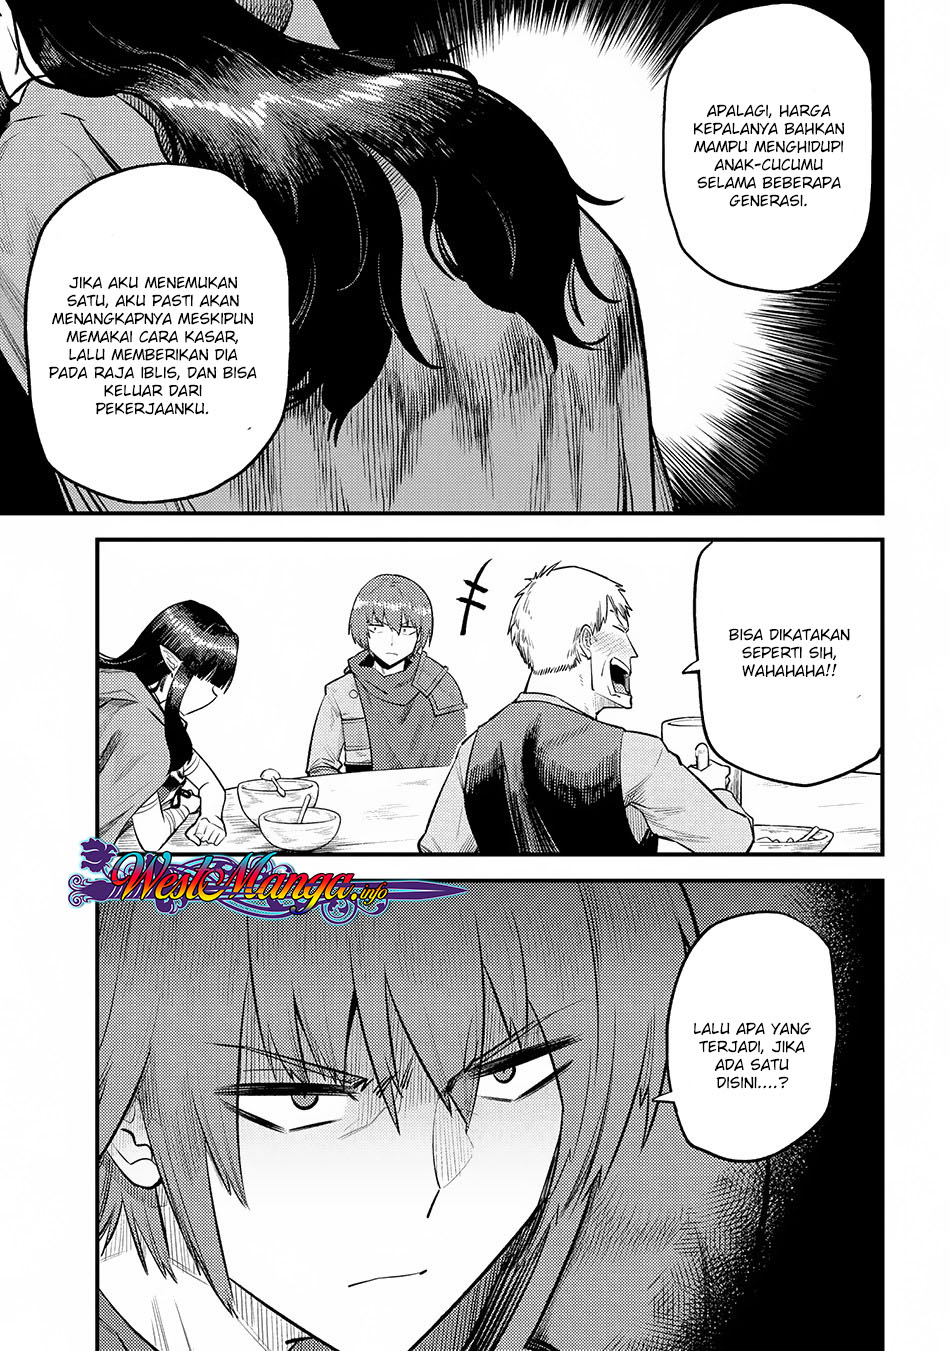 APALAGI, HARGA
KEPALANYA BAHKAN
MAMPU MENGHIDUPI
ANAK-CUCUMU
SELAMA BEBERAPA
GENERASI.
JIKA AKU MENEMUKAN
SATU, AKU PASTI AKAN
MENANGKAPNYA MESKIPUN
MEMAKAI CARA KASAR,
LALU MEMBERIKAN DIA
PADA RAJA IBLIS, DAN BISA
KELUAR DARI
PEKERJAANKU.
BISA DIKATAKAN
SEPERTI SIH,
WAHAHAHA!!
WestManga.info
LALU APA YANG
TERJADI, JIKA
ADA SATU
DISINI....?